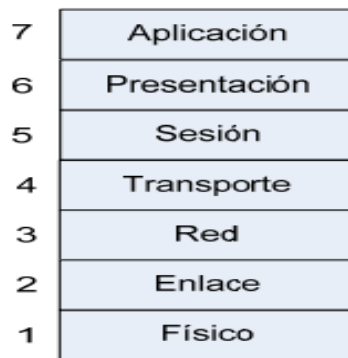 7 Aplicación
6 Presentación
5 Sesión
4 Transporte
3 Red
2 Enlace
1 Físico